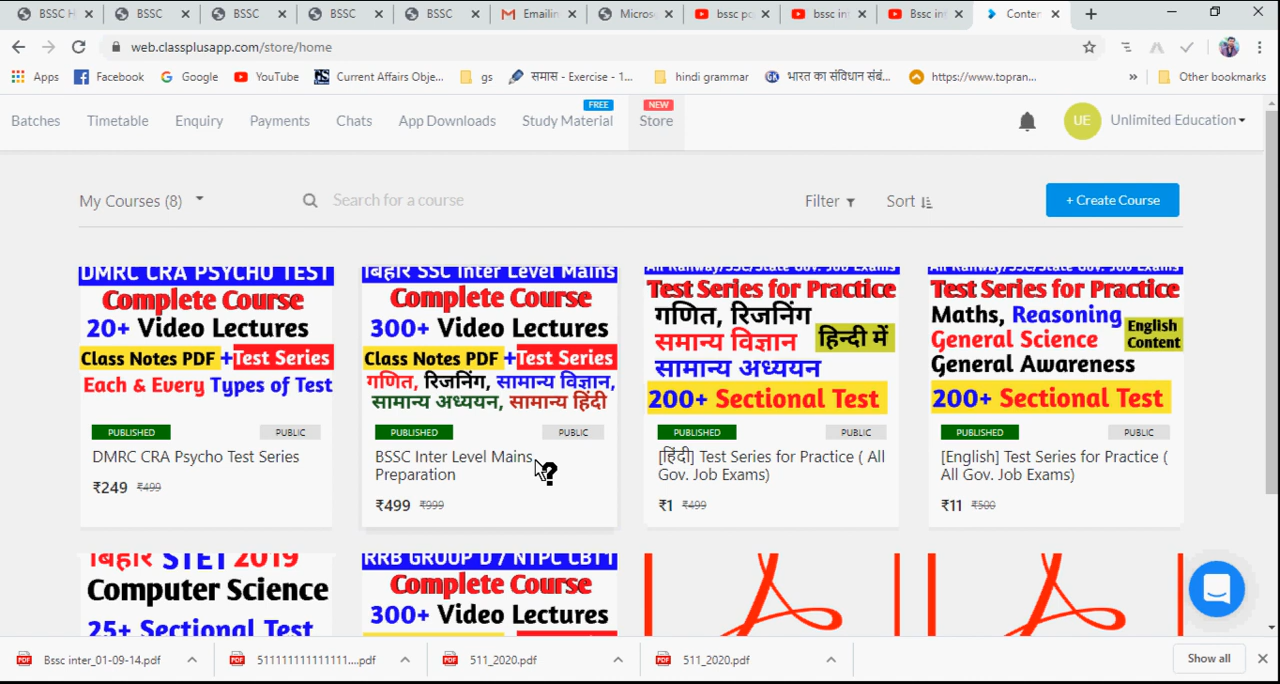 BSSC H
BSSC
BSSC
BSSC
BSSC
Emailin
Micros
bssc po
bssc in
Bssc in
Conten
web.classplusapp.com/store/home
Apps
Facebook
Google
YouTube
Current Affairs Obje...
gs
समास - Exercise - 1...
hindi grammar
GK
भारत का संविधान संबं...
https://www.topran...
»
Other bookmarks
FREE
NEW
Batches
Timetable
Enquiry
Payments
Chats
App Downloads
Study Material
Store
UE
Unlimited Education
My Courses (8)
Search for a course
Filter
Sort
+ Create Course
DMRC CRA PSYCHO TEST
Complete Course
20+ Video Lectures
Class Notes PDF +Test Series
Each & Every Types of Test
PUBLISHED
PUBLIC
DMRC CRA Psycho Test Series
₹249 ₹499
बिहार SSC Inter Level Mains
Complete Course
300+ Video Lectures
Class Notes PDF +Test Series
गणित, रिजनिंग, सामान्य विज्ञान,
सामान्य अध्ययन, सामान्य हिंदी
PUBLISHED
PUBLIC
BSSC Inter Level Mains
Preparation
₹499 ₹999
All Railway/SSC/State Gov. Job Exams
Test Series for Practice
गणित, रिजनिंग
सामान्य विज्ञान
हिन्दी में
सामान्य अध्ययन
200+ Sectional Test
PUBLISHED
PUBLIC
[हिंदी] Test Series for Practice ( All
Gov. Job Exams)
₹1 ₹499
All Railway/SSC/State Gov. Job Exams
Test Series for Practice
Maths, Reasoning
General Science
English
Content
General Awareness
200+ Sectional Test
PUBLISHED
PUBLIC
[English] Test Series for Practice (
All Gov. Job Exams)
₹11 ₹500
बिहार STET 2019
Computer Science
25+ Sectional Test
RRB GROUP D / NTPC CBT 1
Complete Course
300+ Video Lectures
PDF
Bssc inter_01-09-14.pdf
PDF
511111111111111....pdf
PDF
511_2020.pdf
PDF
511_2020.pdf
Show all